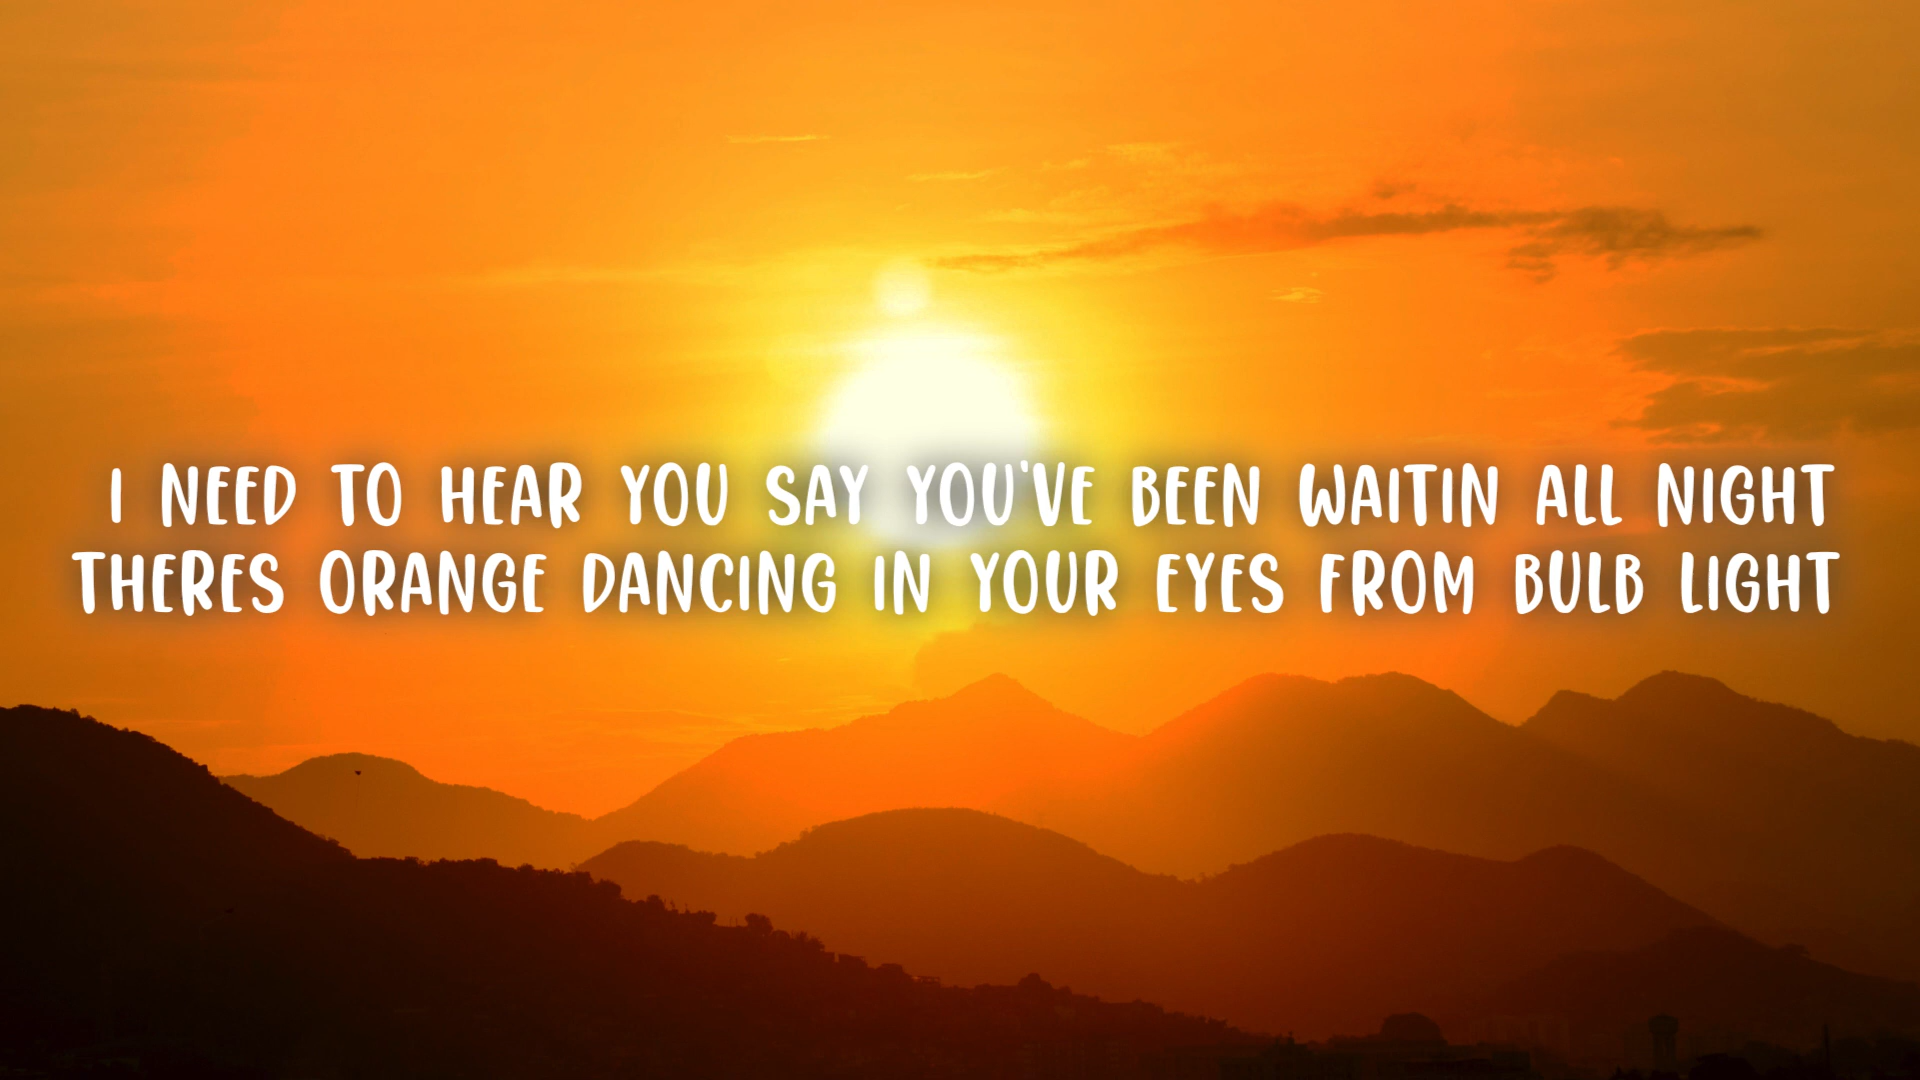 I NEED TO HEAR YOU SAY YOU'VE BEEN WAITIN ALL NIGHT
THERES ORANGE DANCING IN YOUR EYES FROM BULB LIGHT